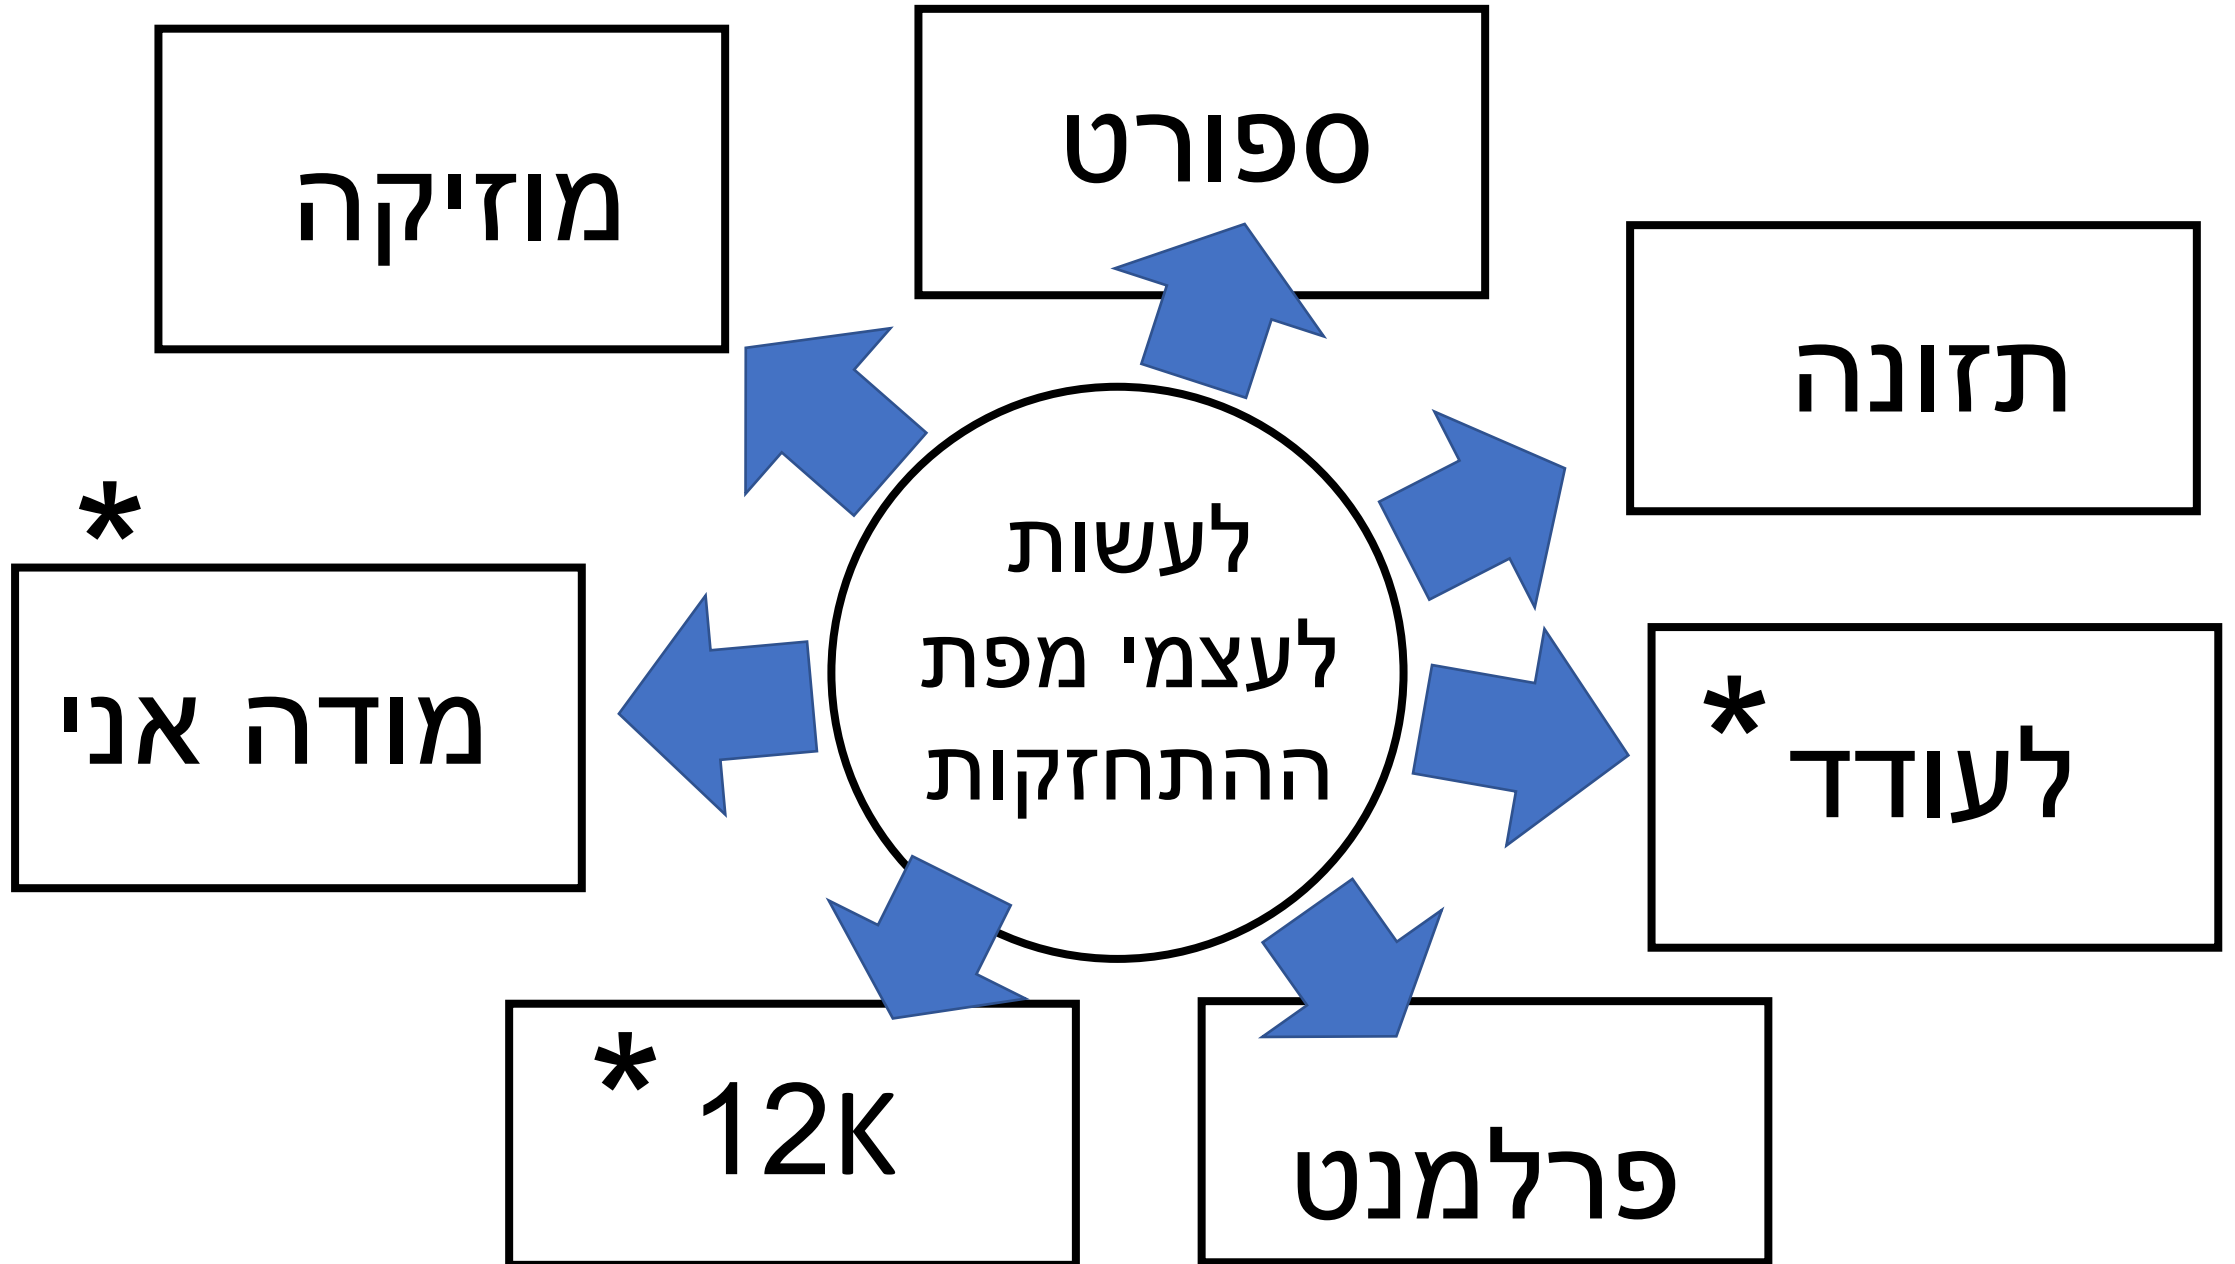 ספורט
מוזיקה
תזונה
*
לעשות
לעצמי מפת
ההתחזקות
מודה אני
* לעודד
* 12K
פרלמנט